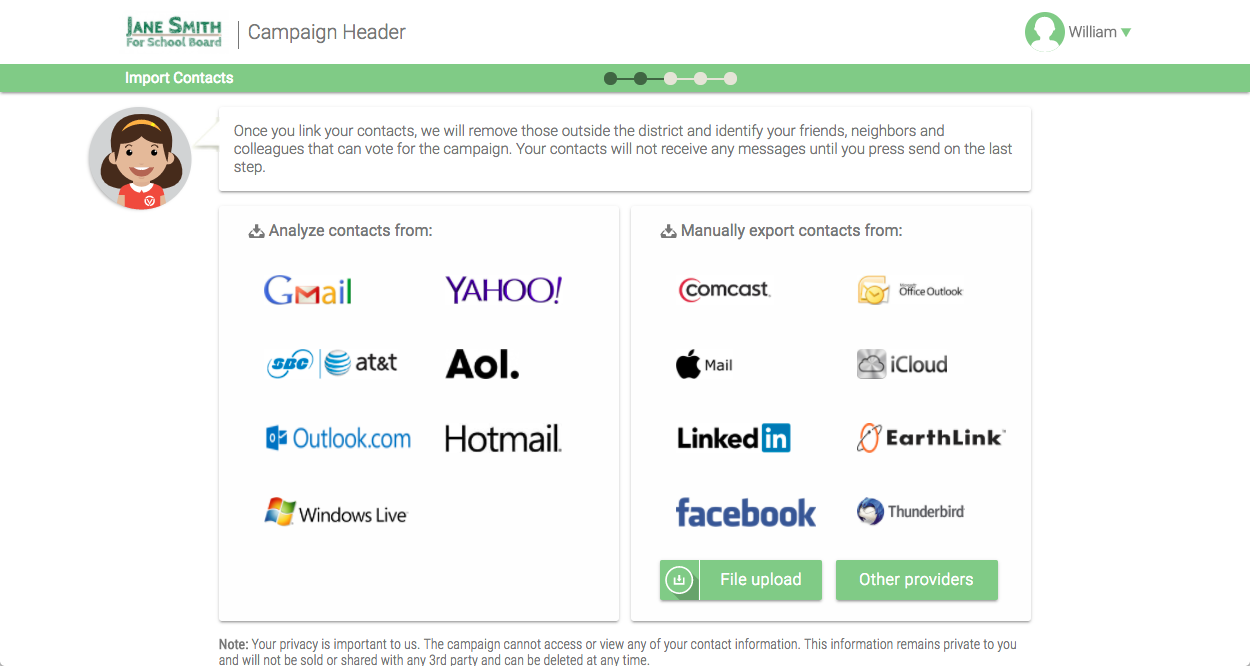 JANE SMITH
For School Board
Campaign Header
William
Import Contacts
Once you link your contacts, we will remove those outside the district and identify your friends, neighbors and
colleagues that can vote for the campaign. Your contacts will not receive any messages until you press send on the last
step.
Analyze contacts from:
Gmail
YAHOO!
SBC at&t
Aol.
Outlook.com
Hotmail
Windows Live
Manually export contacts from:
comcast
Microsoft
Office Outlook
Mail
iCloud
Linked in
EarthLink
facebook
Thunderbird
File upload
Other providers
Note: Your privacy is important to us. The campaign cannot access or view any of your contact information. This information remains private to you
and will not be sold or shared with any 3rd party and can be deleted at any time.